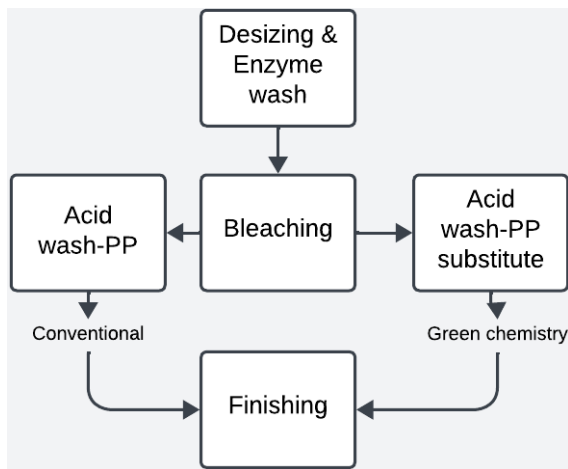 Desizing &
Enzyme
wash
Acid
wash-PP
Bleaching
Acid
wash-PP
substitute
Conventional
Green chemistry
Finishing